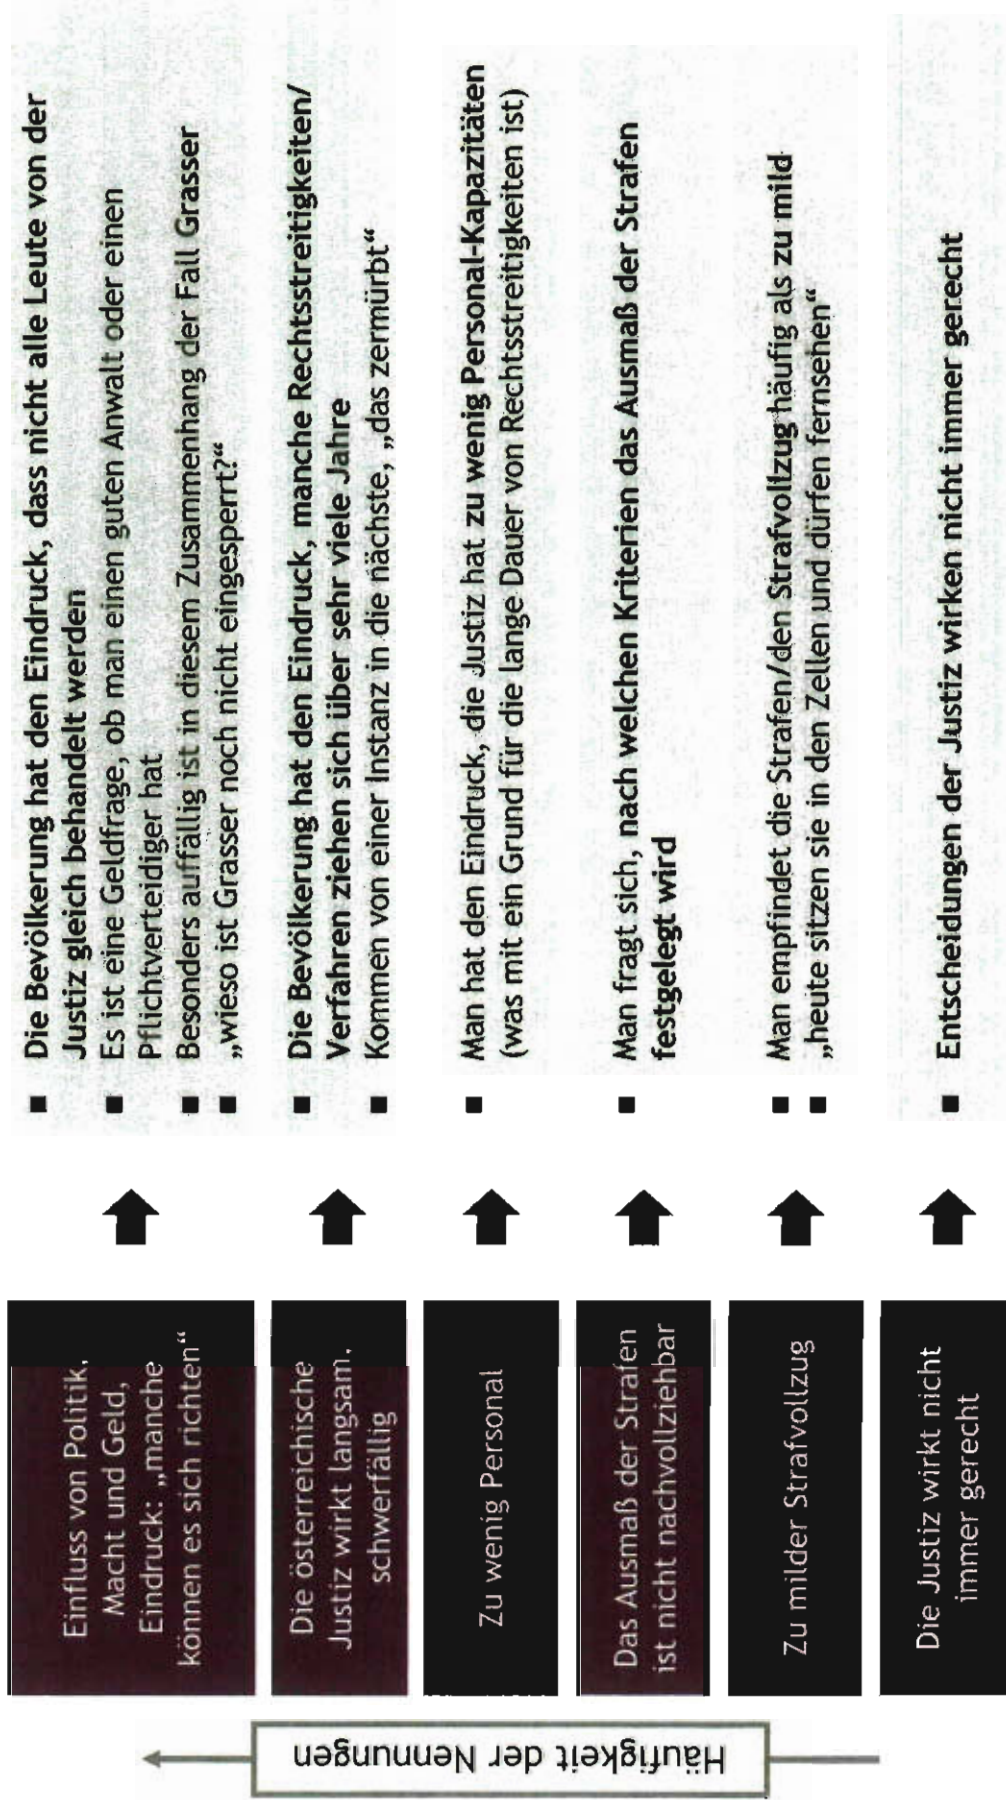 Häufigkeit der Nennungen
Einfluss von Politik,
Macht und Geld,
Eindruck: „manche
können es sich richten“
■ Die Bevölkerung hat den Eindruck, dass nicht alle Leute von der
Justiz gleich behandelt werden
■ Es ist eine Geldfrage, ob man einen guten Anwalt oder einen
Pflichtverteidiger hat
■ Besonders auffällig ist in diesem Zusammenhang der Fall Grasser
■ „wieso ist Grasser noch nicht eingesperrt?“
Die österreichische
Justiz wirkt langsam,
schwerfällig
■ Die Bevölkerung hat den Eindruck, manche Rechtsstreitigkeiten/
Verfahren ziehen sich über sehr viele Jahre
■ Kommen von einer Instanz in die nächste, „das zermürbt“
Zu wenig Personal
■ Man hat den Eindruck, die Justiz hat zu wenig Personal-Kapazitäten
(was mit ein Grund für die lange Dauer von Rechtsstreitigkeiten ist)
Das Ausmaß der Strafen
ist nicht nachvollziehbar
■ Man fragt sich, nach welchen Kriterien das Ausmaß der Strafen
festgelegt wird
Zu milder Strafvollzug
■ Man empfindet die Strafen/den Strafvollzug häufig als zu mild
■ „heute sitzen sie in den Zellen und dürfen fernsehen“
Die Justiz wirkt nicht
immer gerecht
■ Entscheidungen der Justiz wirken nicht immer gerecht